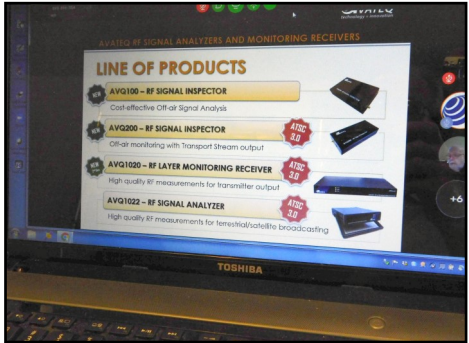 AVATEQ
technology + innovation
AVATEQ RF SIGNAL ANALYZERS AND MONITORING RECEIVERS
LINE OF PRODUCTS
NEW
AVQ100 – RF SIGNAL INSPECTOR
Cost-effective Off-air Signal Analysis
NEW
AVQ200 – RF SIGNAL INSPECTOR
ATSC
3.0
Off-air monitoring with Transport Stream output
NEW
AVQ1020 – RF LAYER MONITORING RECEIVER
ATSC
3.0
High quality RF measurements for transmitter output
AVQ1022 – RF SIGNAL ANALYZER
ATSC
3.0
High quality RF measurements for terrestrial/satellite broadcasting
+6
TOSHIBA